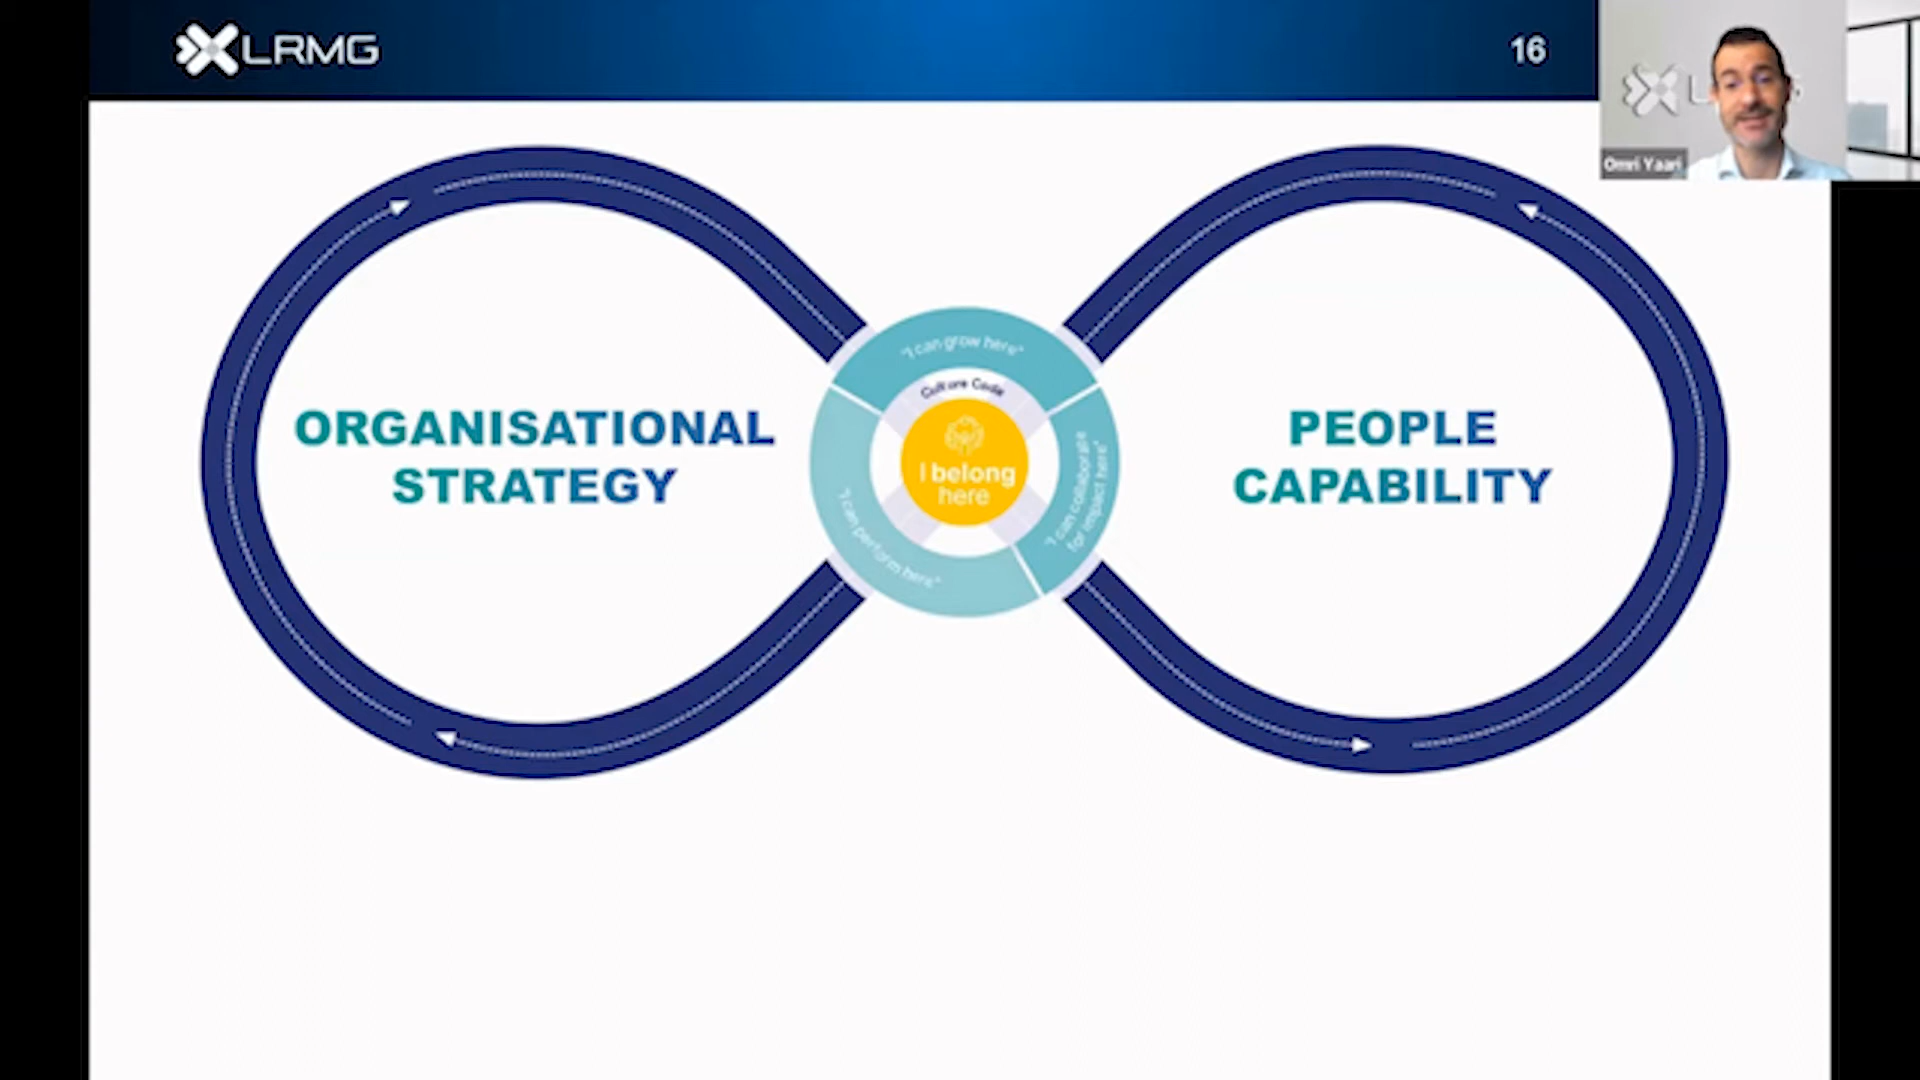 LRMG
16
Omri Yaari
ORGANISATIONAL
STRATEGY
"I can grow here"
Culture Code
I belong
here
"I can collaborate
for impact here"
"I can perform here"
PEOPLE
CAPABILITY